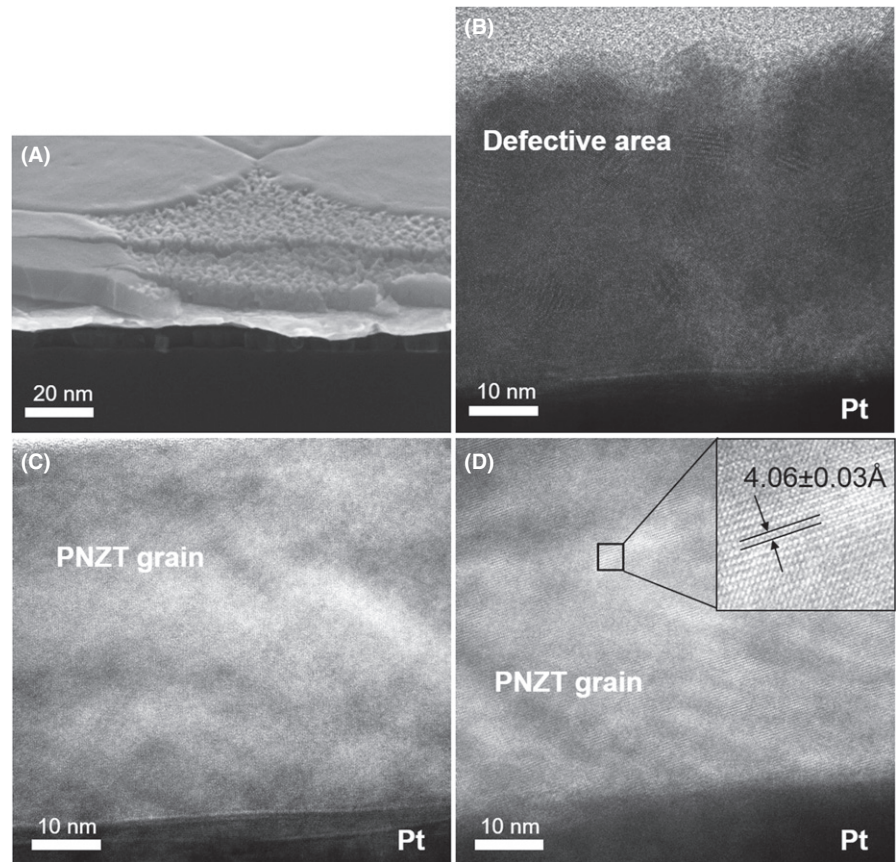 (A)
20 nm
(B)
Defective area
10 nm
Pt
(C)
PNZT grain
10 nm
Pt
(D)
4.06±0.03Å
PNZT grain
10 nm
Pt